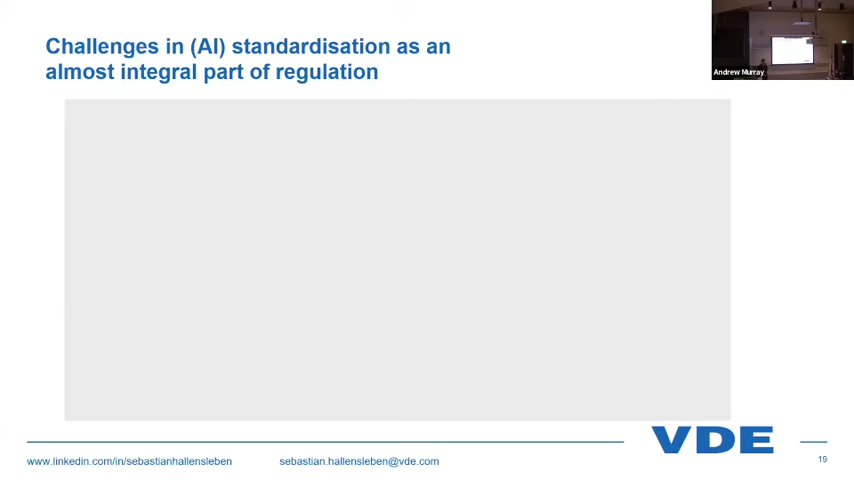 Challenges in (AI) standardisation as an
almost integral part of regulation
Andrew Murray
VDE
www.linkedin.com/in/sebastianhallensleben
sebastian.hallensleben@vde.com
19